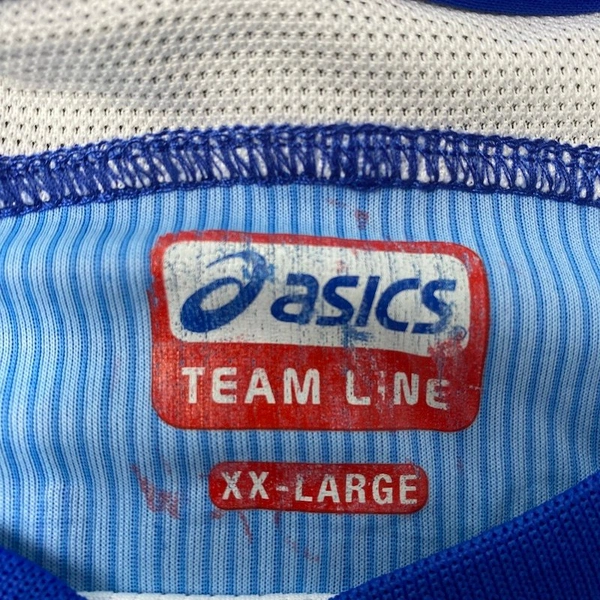 asics
TEAM LINE
XX-LARGE